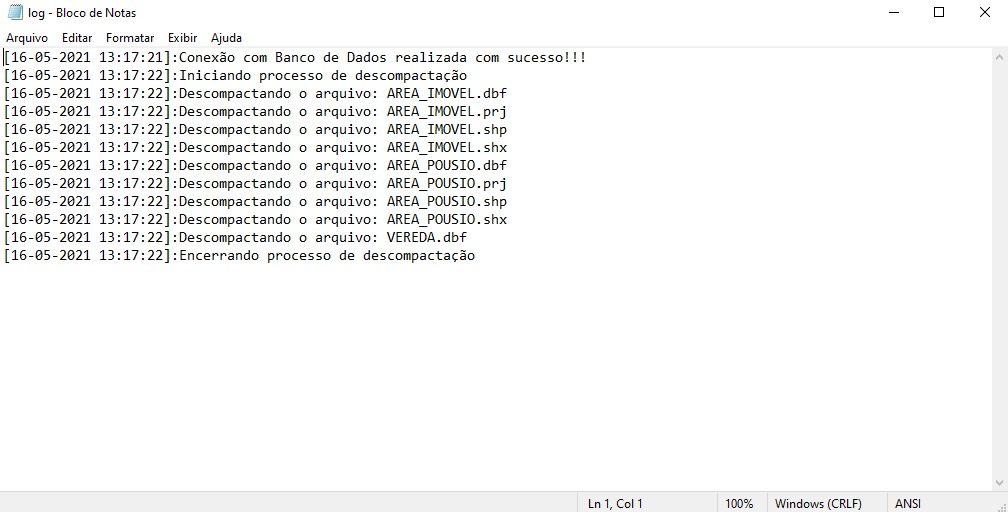 log - Bloco de Notas
Arquivo Editar Formatar Exibir Ajuda
[16-05-2021 13:17:21]:Conexão com Banco de Dados realizada com sucesso!!!
[16-05-2021 13:17:22]:Iniciando processo de descompactação
[16-05-2021 13:17:22]:Descompactando o arquivo: AREA_IMOVEL.dbf
[16-05-2021 13:17:22]:Descompactando o arquivo: AREA_IMOVEL.prj
[16-05-2021 13:17:22]:Descompactando o arquivo: AREA_IMOVEL.shp
[16-05-2021 13:17:22]:Descompactando o arquivo: AREA_IMOVEL.shx
[16-05-2021 13:17:22]:Descompactando o arquivo: AREA_POUSIO.dbf
[16-05-2021 13:17:22]:Descompactando o arquivo: AREA_POUSIO.prj
[16-05-2021 13:17:22]:Descompactando o arquivo: AREA_POUSIO.shp
[16-05-2021 13:17:22]:Descompactando o arquivo: AREA_POUSIO.shx
[16-05-2021 13:17:22]:Descompactando o arquivo: VEREDA.dbf
[16-05-2021 13:17:22]:Encerrando processo de descompactação
Ln 1, Col 1 100% Windows (CRLF) ANSI